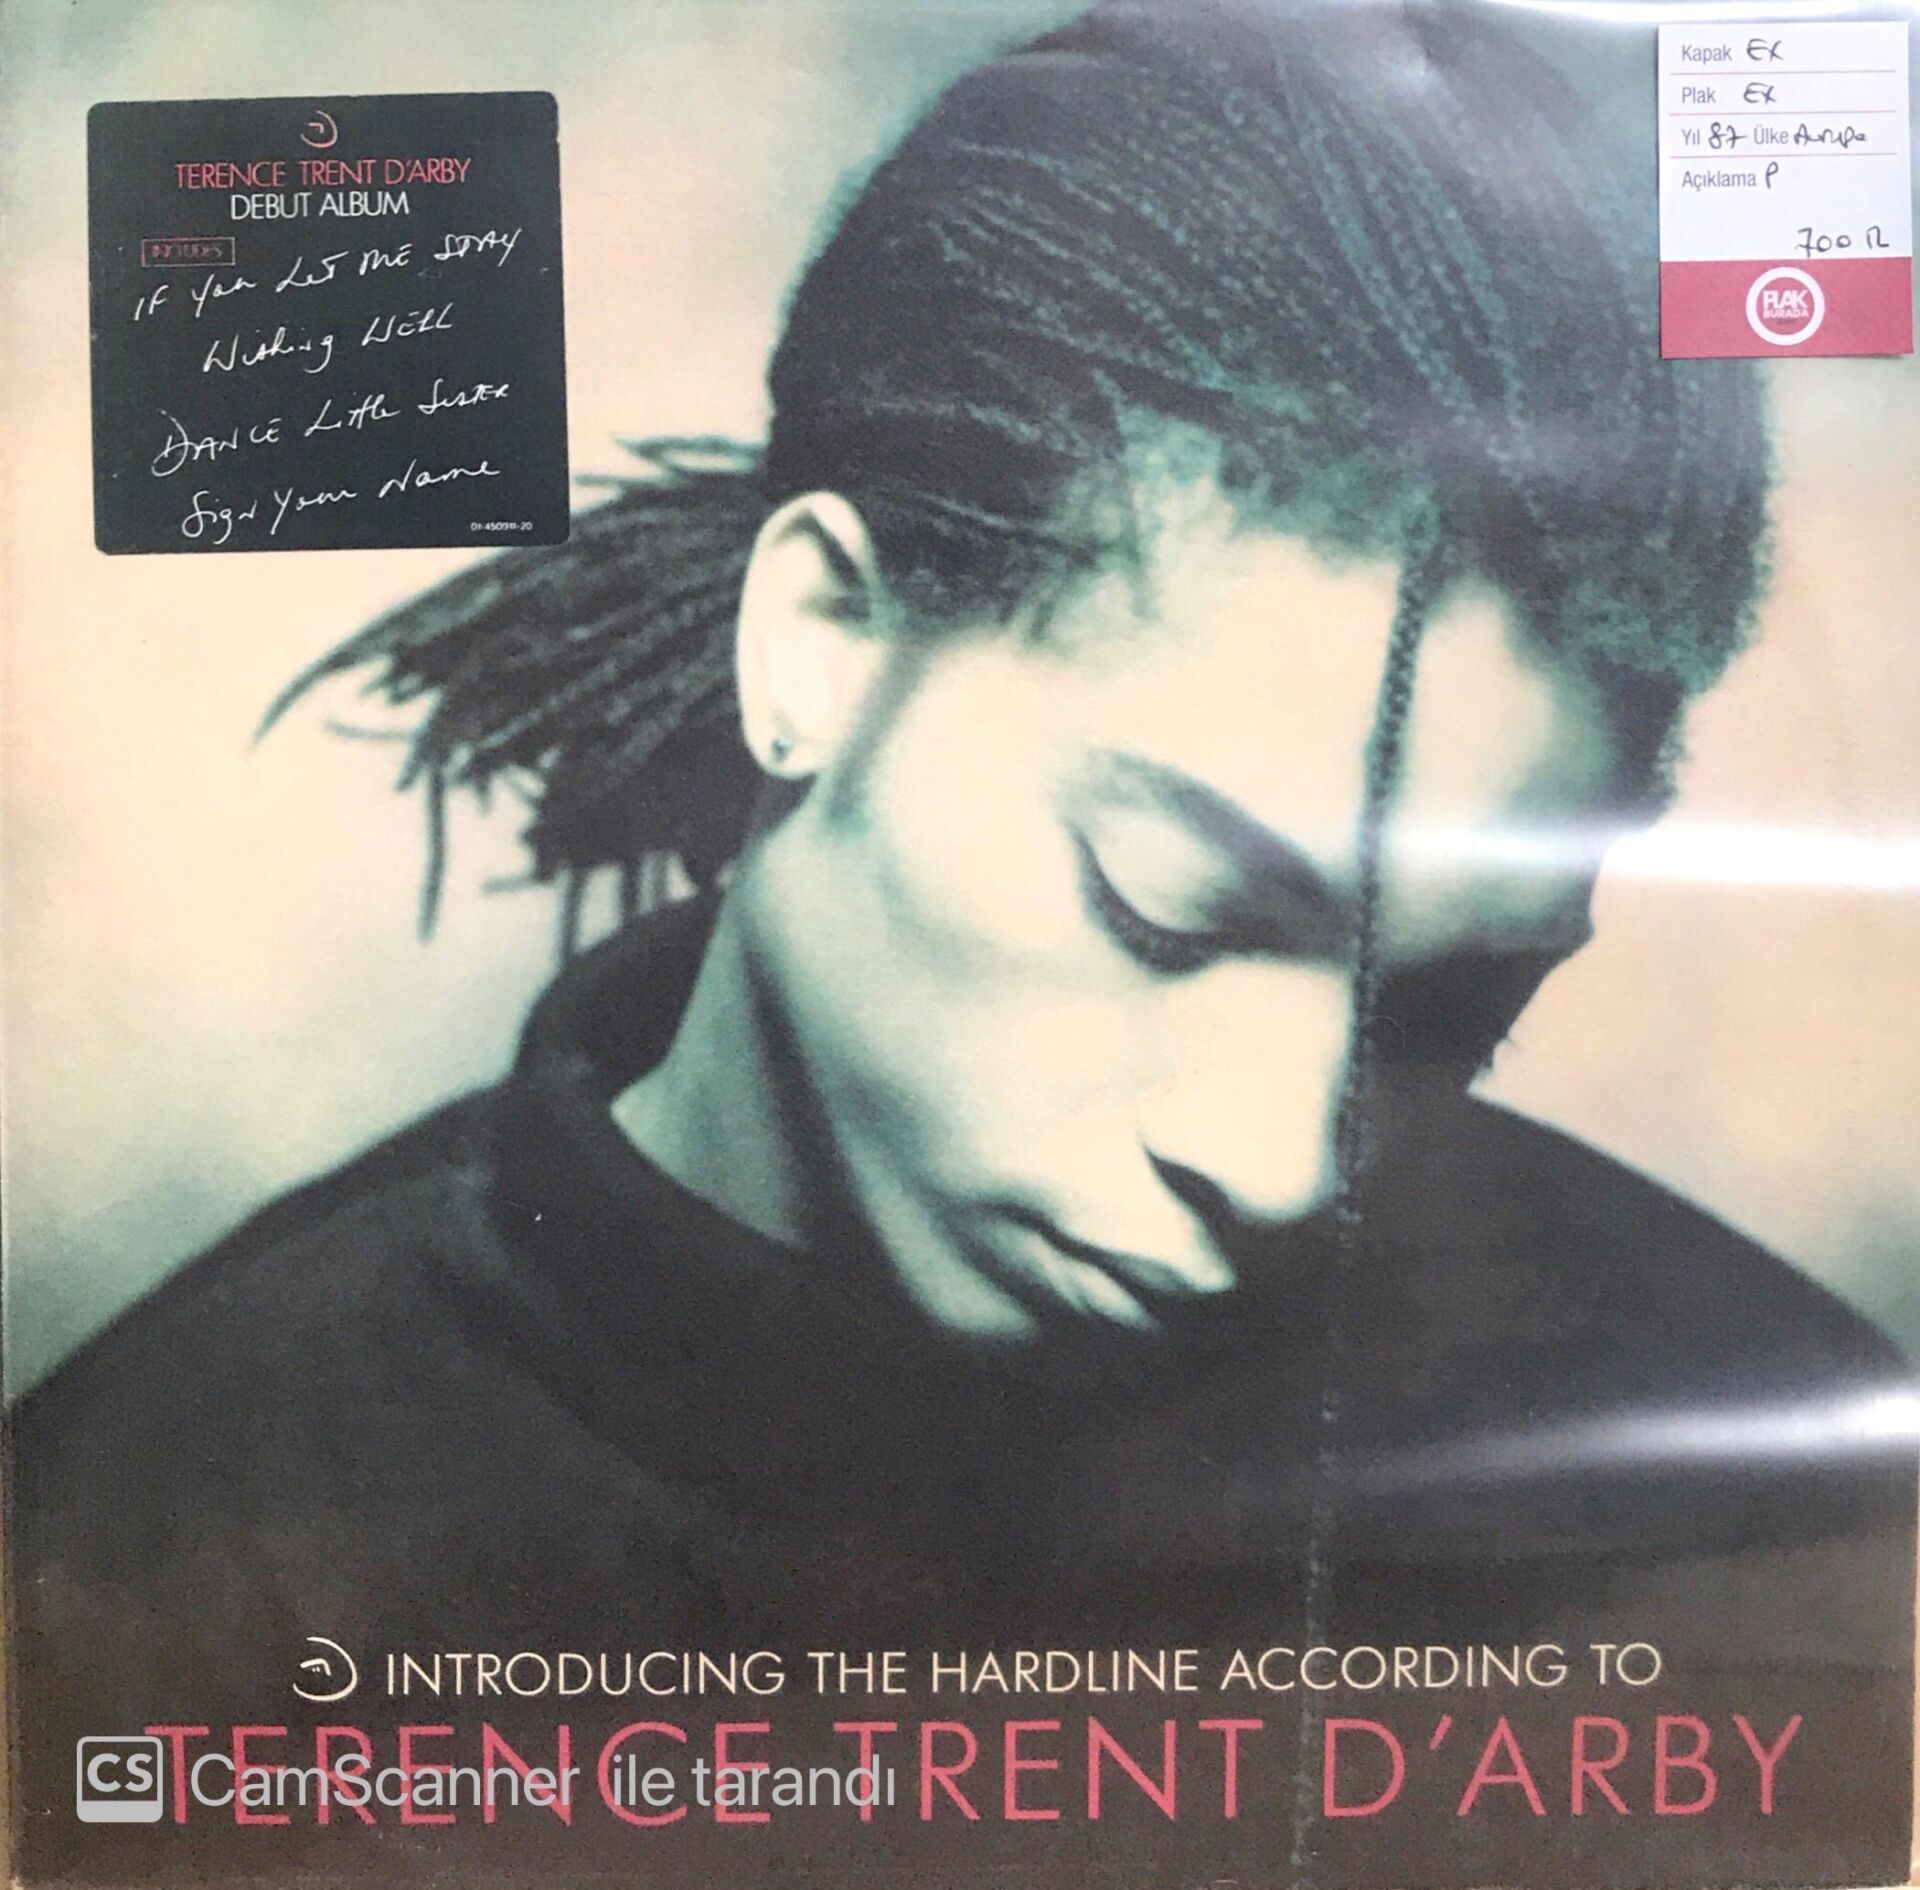 TERENCE TRENT D'ARBY
DEBUT ALBUM
INCLUDES
IF You Let ME STAY
Wishing WELL
DANCE Little Sister
Sign Your Name
01-450911-20
Kapak EX
Plak EX
Yıl 87 Ülke Avrupa
Açıklama P
700 TL
PLAK
BURADA
INTRODUCING THE HARDLINE ACCORDING TO
TERENCE TRENT D'ARBY
CS CamScanner ile tarandı